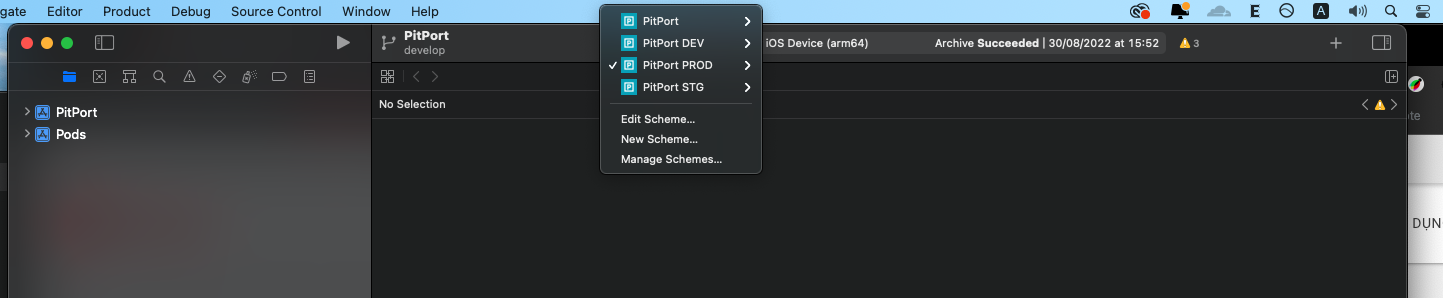 gate Editor Product Debug Source Control Window Help
E A
PitPort
develop
iOS Device (arm64)
Archive Succeeded | 30/08/2022 at 15:52
3
PitPort
PitPort DEV
PitPort PROD
PitPort STG
Edit Scheme...
New Scheme...
Manage Schemes...
No Selection
PitPort
Pods
ote
DỤNG